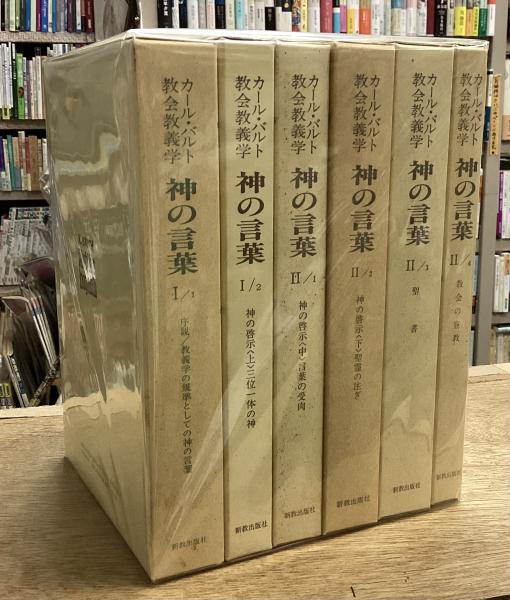 カール・バルト
教会教義学
神の言葉
I/1
序説／教義学の規準としての神の言葉
新教出版社
カール・バルト
教会教義学
神の言葉
I/2
神の啓示〈上〉三位一体の神
新教出版社
カール・バルト
教会教義学
神の言葉
II/1
神の啓示〈中〉言葉の受肉
新教出版社
カール・バルト
教会教義学
神の言葉
II/2
神の啓示〈下〉聖霊の注ぎ
新教出版社
カール・バルト
教会教義学
神の言葉
II/3
聖書
新教出版社
カール・バルト
教会教義学
神の言葉
II/4
教会の宣教
新教出版社